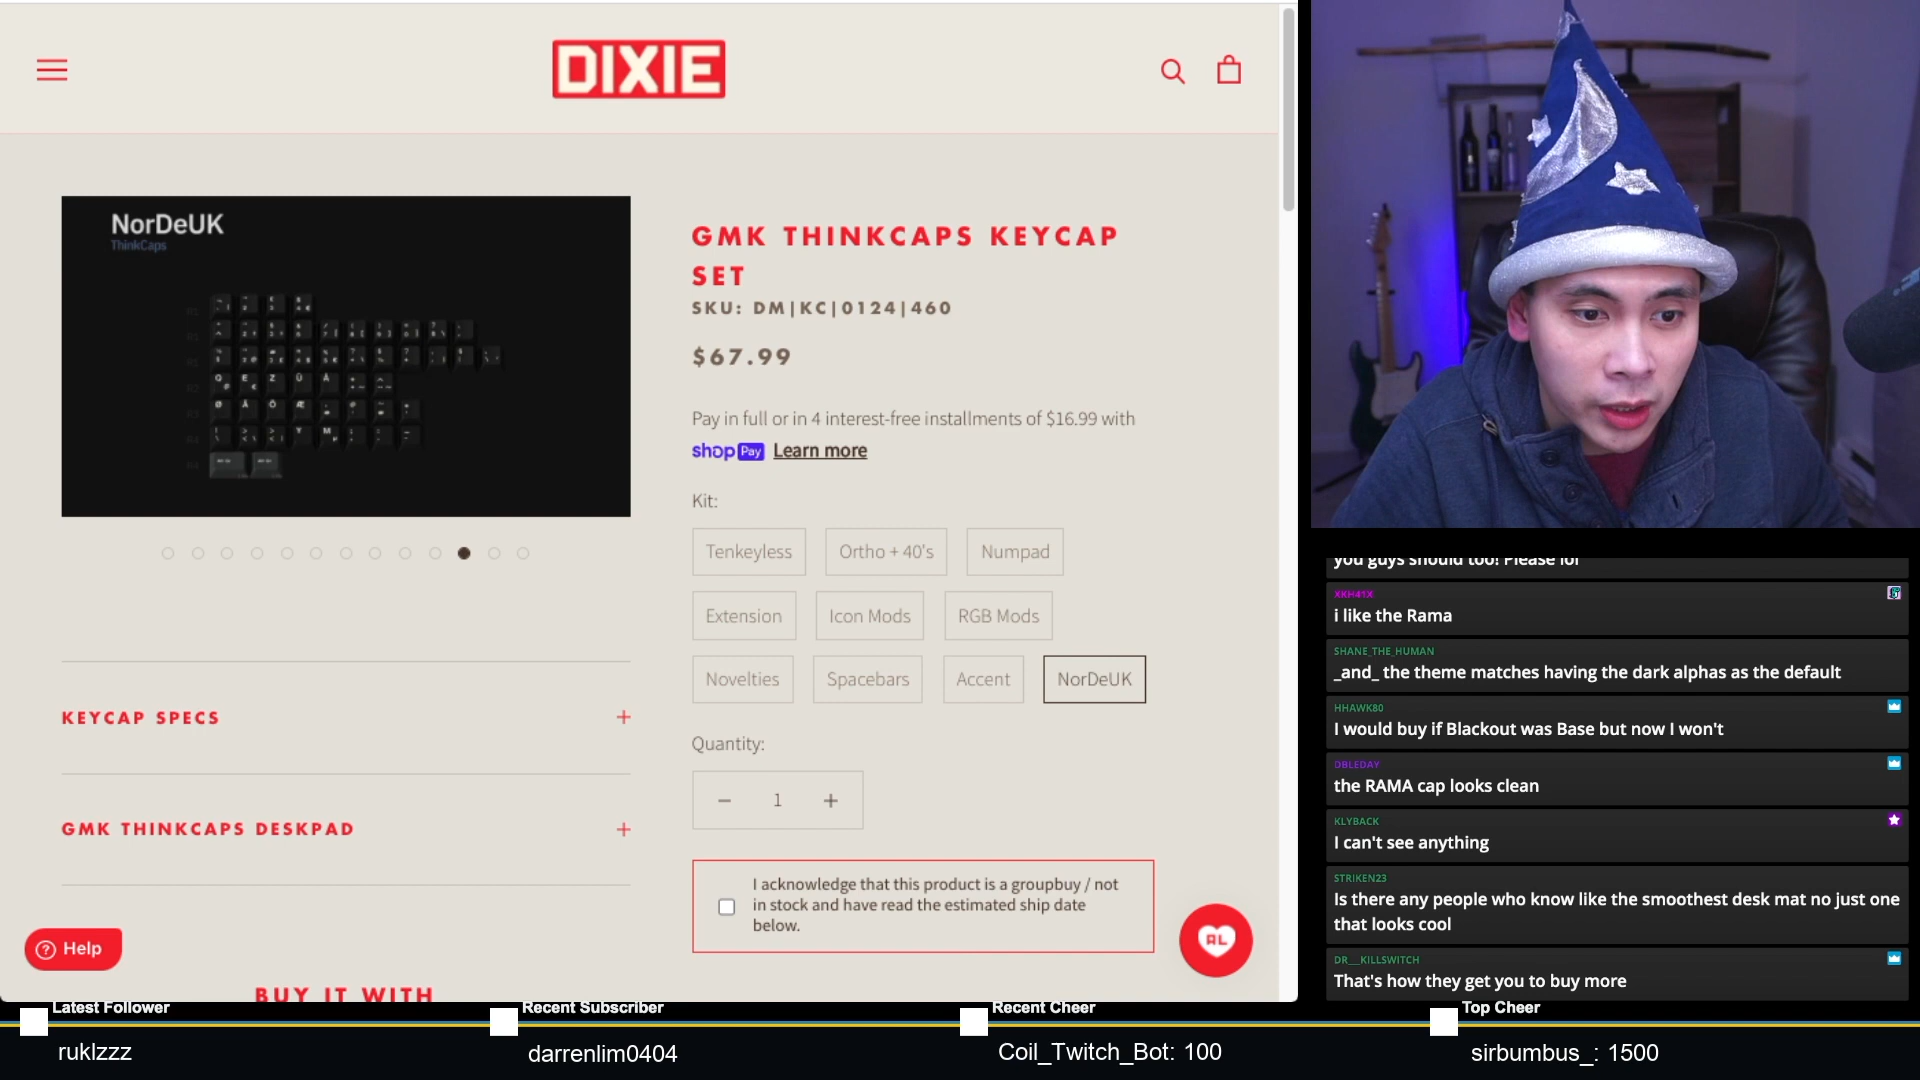 DIXIE
NorDeUK
ThinkCaps
GMK THINKCAPS KEYCAP
SET
SKU: DM|KC|0124|460
$67.99
Pay in full or in 4 interest-free installments of $16.99 with
shop Pay Learn more
Kit:
Tenkeyless Ortho + 40's Numpad
Extension Icon Mods RGB Mods
Novelties Spacebars Accent NorDeUK
Quantity:
− 1 +
I acknowledge that this product is a groupbuy / not
in stock and have read the estimated ship date
below.
KEYCAP SPECS +
GMK THINKCAPS DESKPAD +
Help
BUY IT WITH
AL
you guys should too! Please lol
XKH41X
i like the Rama
SHANE_THE_HUMAN
_and_ the theme matches having the dark alphas as the default
HHAWK80
I would buy if Blackout was Base but now I won't
DBLEDAY
the RAMA cap looks clean
KLYBACK
I can't see anything
STRIKEN23
Is there any people who know like the smoothest desk mat no just one
that looks cool
DR__KILLSWITCH
That's how they get you to buy more
Latest Follower
ruklzzz
Recent Subscriber
darrenlim0404
Recent Cheer
Coil_Twitch_Bot: 100
Top Cheer
sirbumbus_: 1500